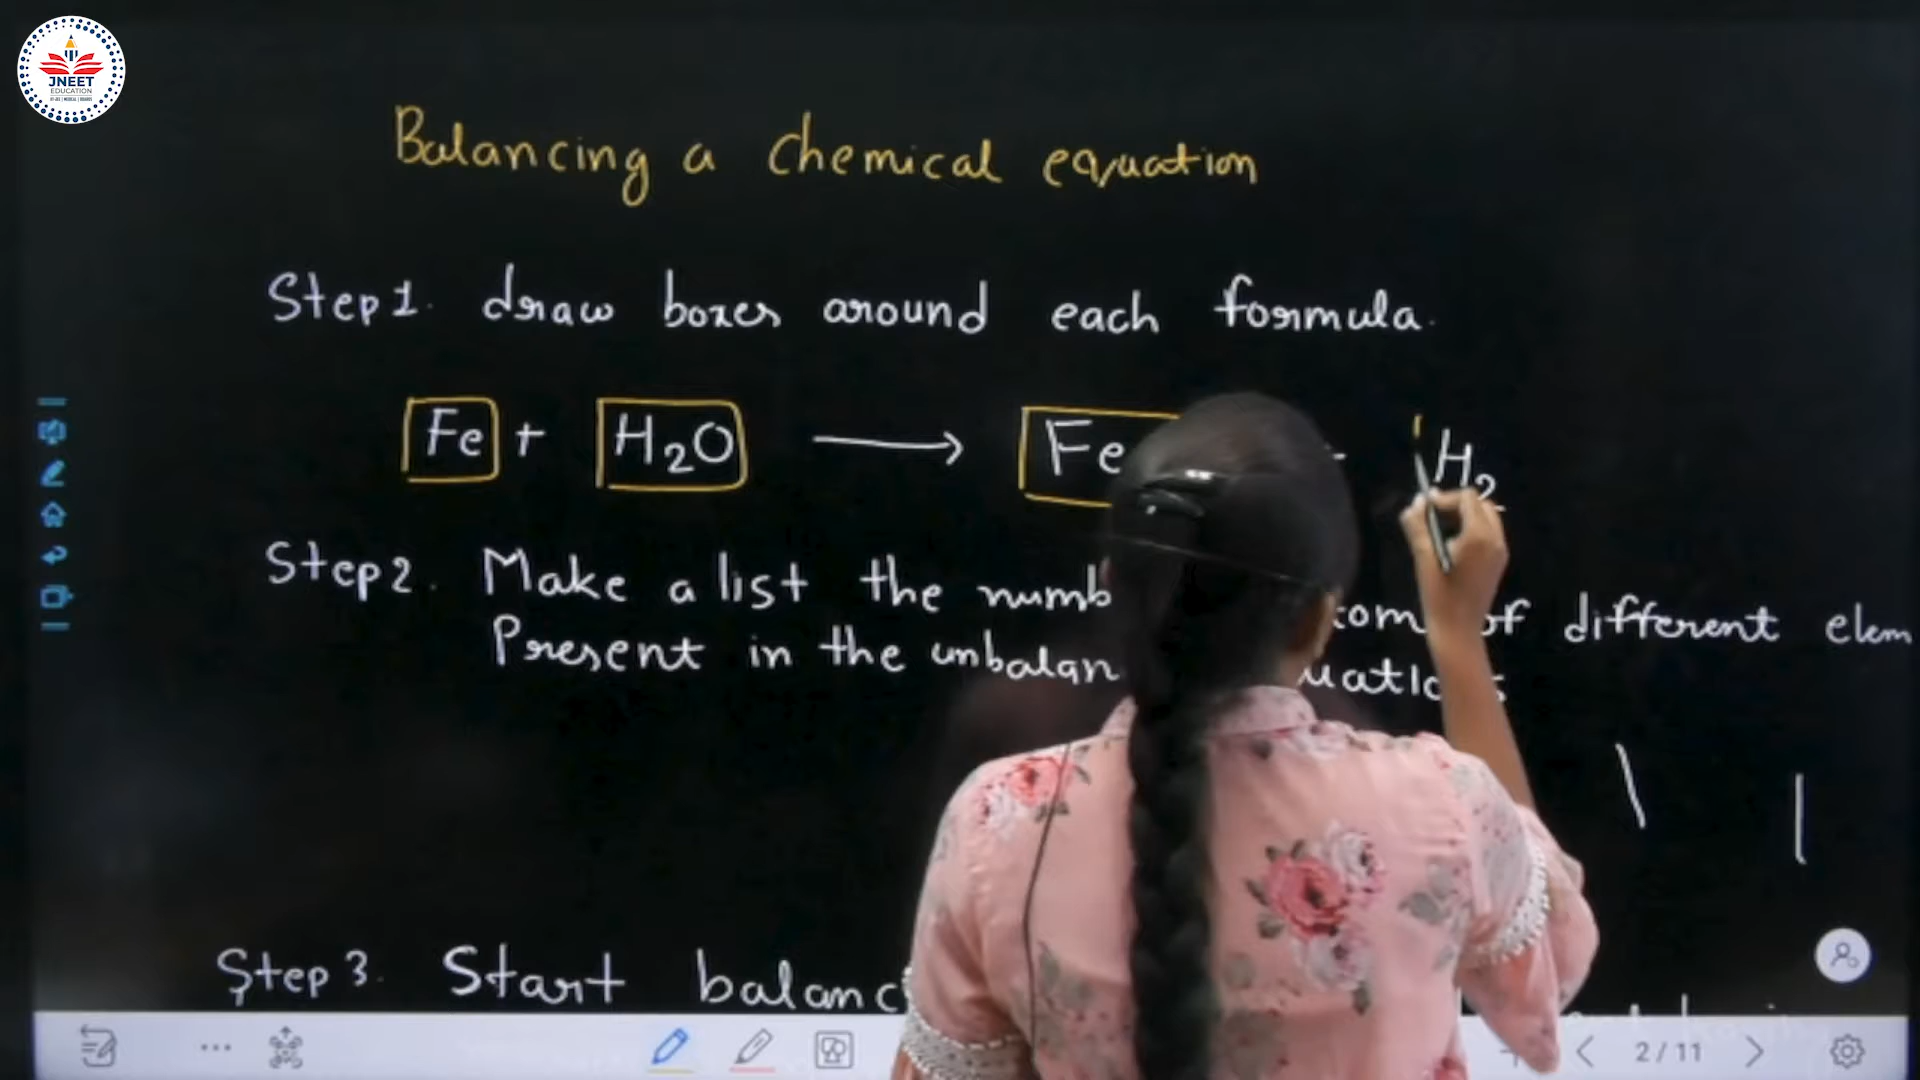 JNEET
EDUCATION
Balancing a chemical equation
Step 1. draw boxes around each formula.
Fe + H₂O ⟶ Fe H₂
Step 2. Make a list the numb of different elem
Present in the unbalan
Step 3. Start balanc
2/11